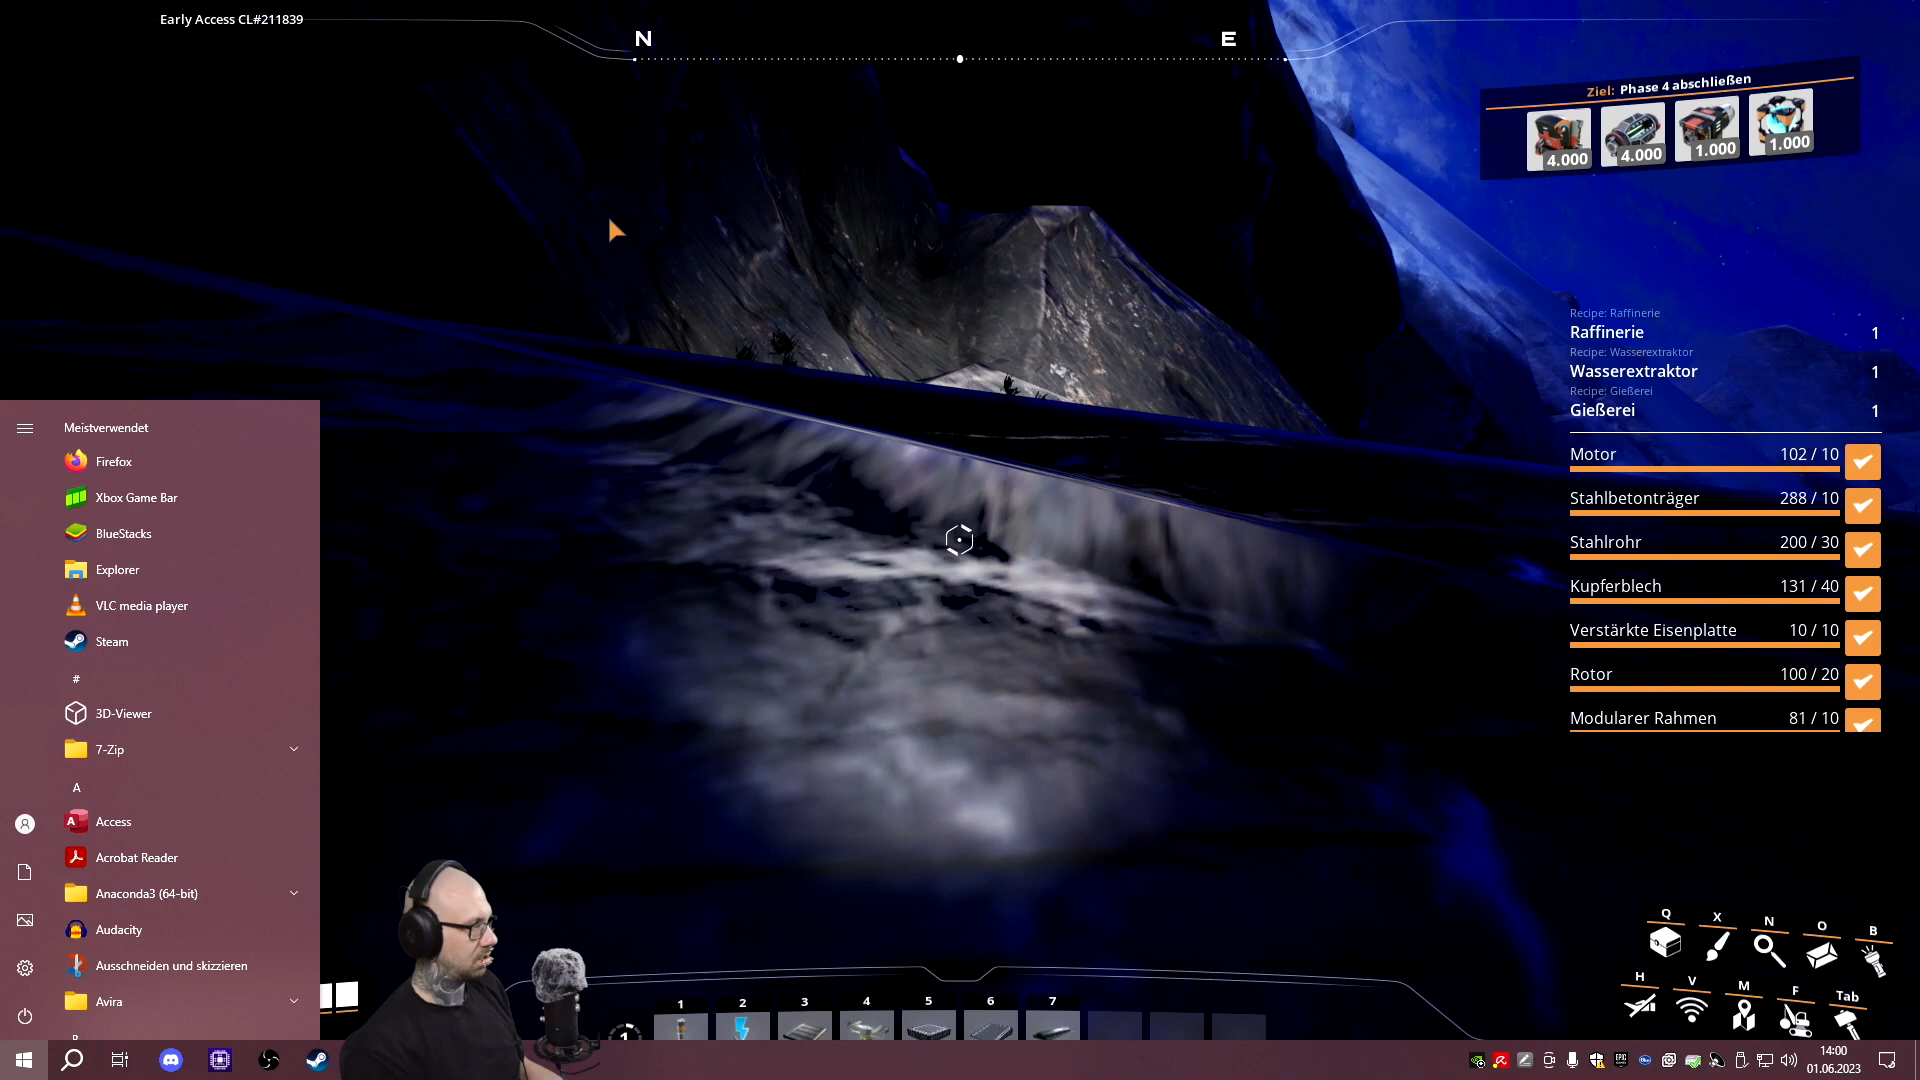 Early Access CL#211839
N
E
Ziel: Phase 4 abschließen
4.000
4.000
1.000
1.000
Recipe: Raffinerie
Raffinerie 1
Recipe: Wasserextraktor
Wasserextraktor 1
Recipe: Gießerei
Gießerei 1
Motor 102 / 10
Stahlbetonträger 288 / 10
Stahlrohr 200 / 30
Kupferblech 131 / 40
Verstärkte Eisenplatte 10 / 10
Rotor 100 / 20
Modularer Rahmen 81 / 10
Meistverwendet
Firefox
Xbox Game Bar
BlueStacks
Explorer
VLC media player
Steam
#
3D-Viewer
7-Zip
A
Access
Acrobat Reader
Anaconda3 (64-bit)
Audacity
Ausschneiden und skizzieren
Avira
Q X N O B
H V M F Tab
1 2 3 4 5 6 7
14:00
01.06.2023